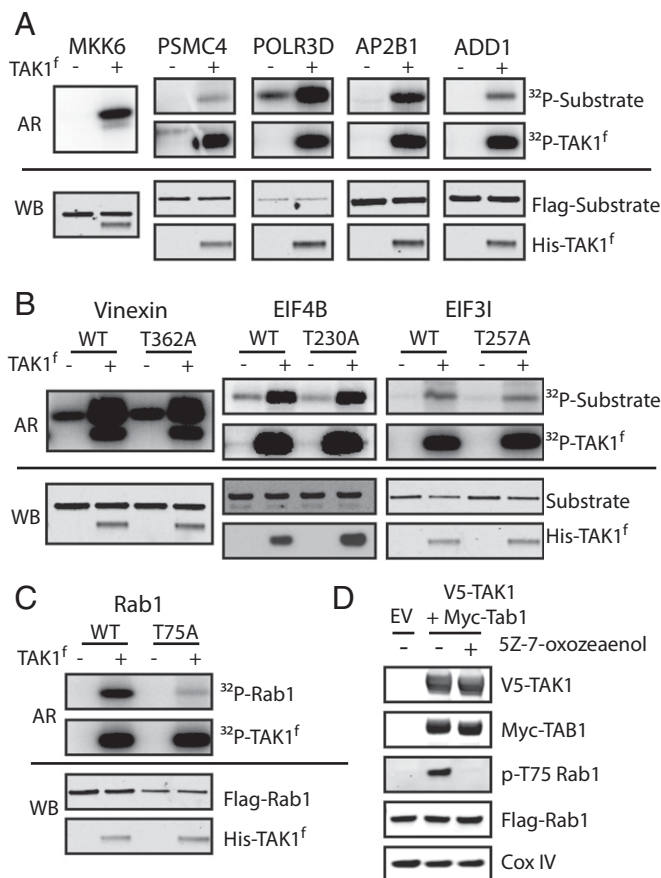 A
MKK6 PSMC4 POLR3D AP2B1 ADD1
TAK1ᶠ - + - + - + - + - +
AR
³²P-Substrate
³²P-TAK1ᶠ
WB
Flag-Substrate
His-TAK1ᶠ
B
Vinexin EIF4B EIF3I
WT T362A WT T230A WT T257A
TAK1ᶠ - + - + - + - + - + - +
AR
³²P-Substrate
³²P-TAK1ᶠ
WB
Substrate
His-TAK1ᶠ
C
Rab1
WT T75A
TAK1ᶠ - + - +
AR
³²P-Rab1
³²P-TAK1ᶠ
WB
Flag-Rab1
His-TAK1ᶠ
D
V5-TAK1
EV + Myc-Tab1
- - + 5Z-7-oxozeaenol
V5-TAK1
Myc-TAB1
p-T75 Rab1
Flag-Rab1
Cox IV